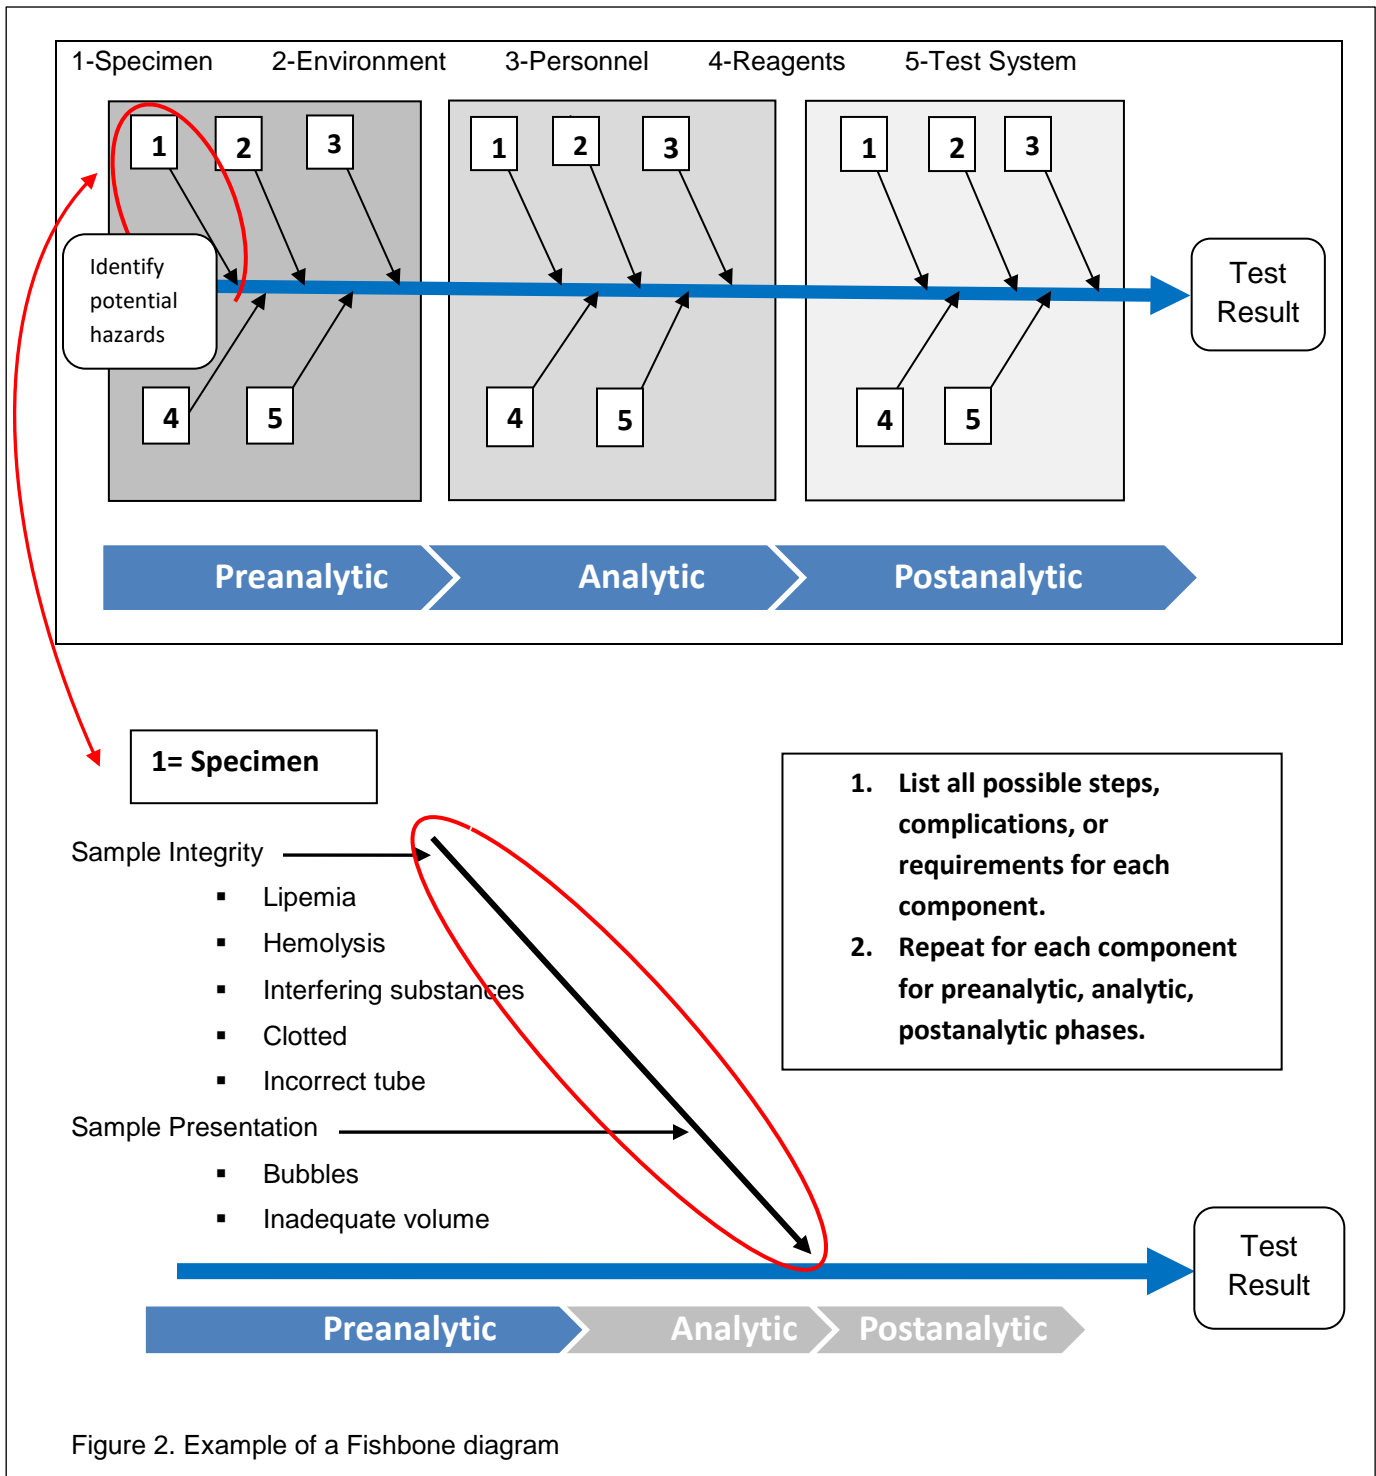 1-Specimen 2-Environment 3-Personnel 4-Reagents 5-Test System
1 2 3 1 2 3 1 2 3
Identify
potential
hazards
Test
Result
4 5 4 5 4 5
Preanalytic Analytic Postanalytic
1= Specimen
Sample Integrity
▪ Lipemia
▪ Hemolysis
▪ Interfering substances
▪ Clotted
▪ Incorrect tube
Sample Presentation
▪ Bubbles
▪ Inadequate volume
1. List all possible steps,
complications, or
requirements for each
component.
2. Repeat for each component
for preanalytic, analytic,
postanalytic phases.
Test
Result
Preanalytic Analytic Postanalytic
Figure 2. Example of a Fishbone diagram